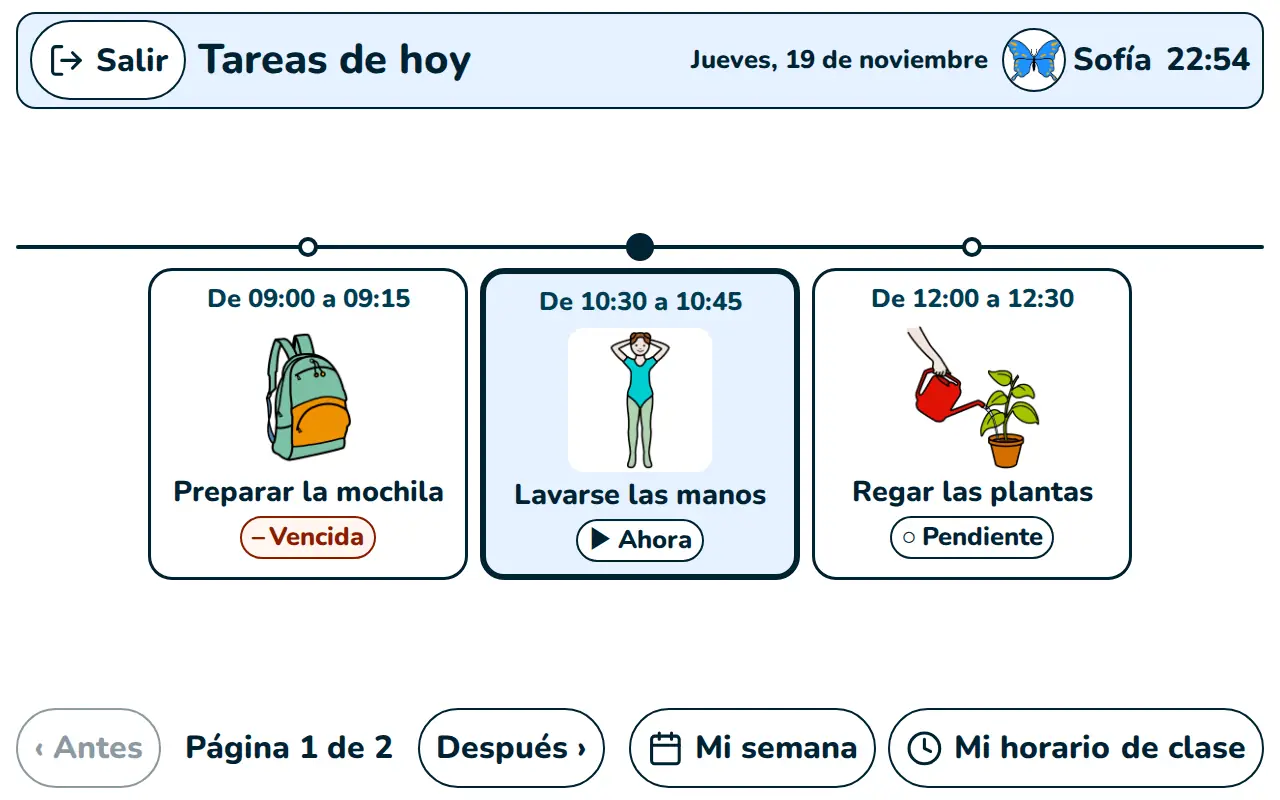 Salir
Tareas de hoy
Jueves, 19 de noviembre
Sofía 22:54
De 09:00 a 09:15
Preparar la mochila
– Vencida
De 10:30 a 10:45
Lavarse las manos
▶ Ahora
De 12:00 a 12:30
Regar las plantas
○ Pendiente
‹ Antes
Página 1 de 2
Después ›
Mi semana
Mi horario de clase